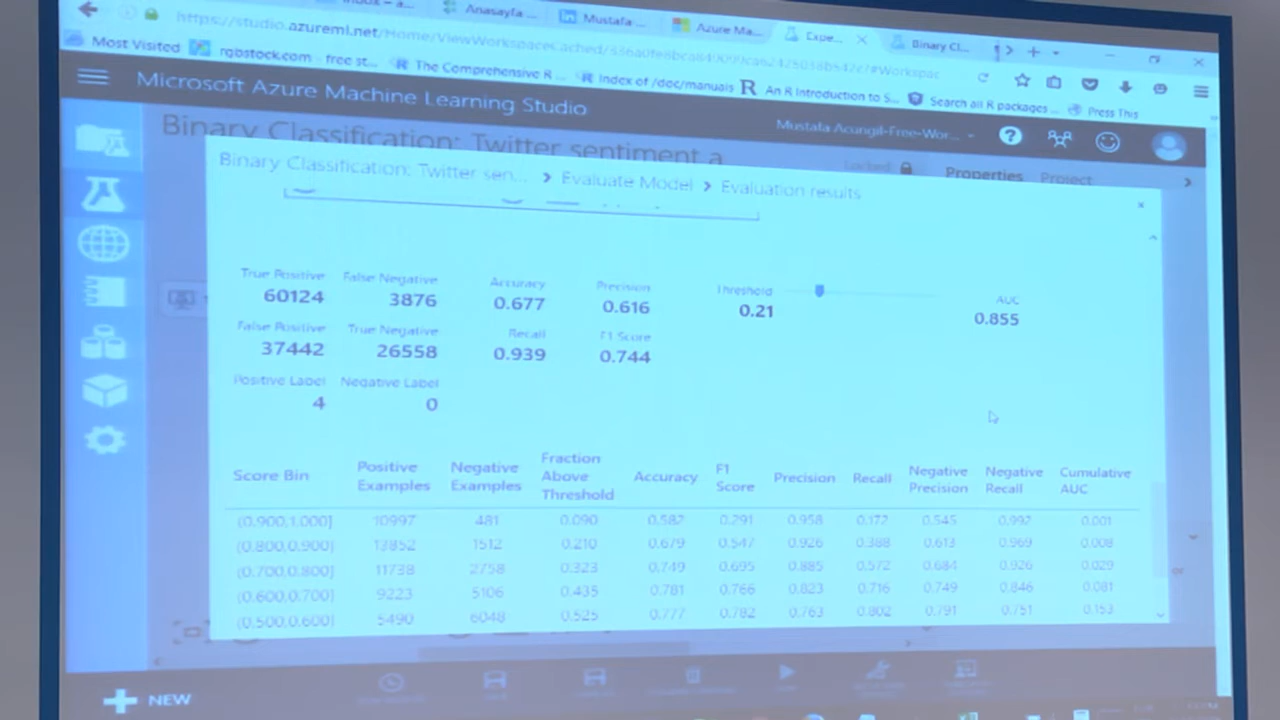 Anasayfa ...
Mustafa ...
Azure Ma...
Expe...
Binary Cl...
https://studio.azureml.net/Home/ViewWorkspaceCached/
Most Visited
rgbstock.com - free st...
The Comprehensive R ...
Index of /doc/manuals
An R Introduction to S...
Search all R packages ...
Press This
Microsoft Azure Machine Learning Studio
Mustafa Acungil-Free-Wor...
Binary Classification: Twitter sentiment a
Locked
Properties
Project
Binary Classification: Twitter sen... > Evaluate Model > Evaluation results
True Positive False Negative Accuracy Precision Threshold AUC
60124 3876 0.677 0.616 0.21 0.855
False Positive True Negative Recall F1 Score
37442 26558 0.939 0.744
Positive Label Negative Label
4 0
Score Bin Positive Examples Negative Examples Fraction Above Threshold Accuracy F1 Score Precision Recall Negative Precision Negative Recall Cumulative AUC
(0.900,1.000] 10997 481 0.090 0.582 0.291 0.958 0.172 0.545 0.992 0.001
(0.800,0.900] 13852 1512 0.210 0.679 0.547 0.926 0.388 0.613 0.969 0.008
(0.700,0.800] 11738 2758 0.323 0.749 0.695 0.885 0.572 0.684 0.926 0.029
(0.600,0.700] 9223 5106 0.435 0.781 0.766 0.823 0.716 0.749 0.846 0.081
(0.500,0.600] 5490 6048 0.525 0.777 0.782 0.763 0.802 0.791 0.751 0.153
NEW